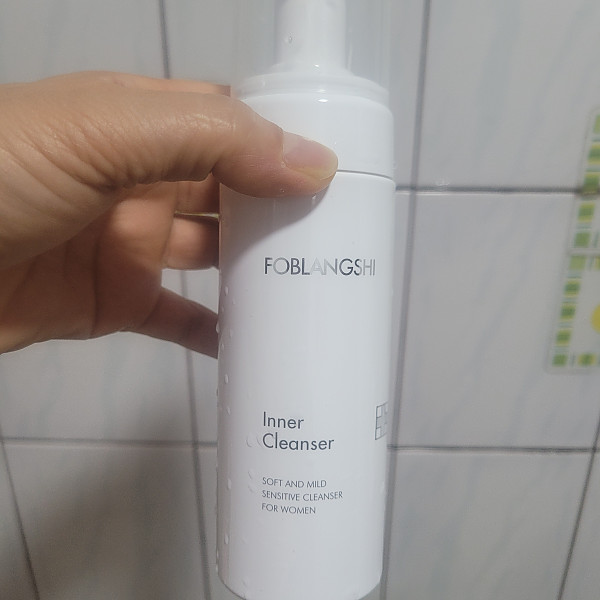 FOBLANGSHI
Inner
Cleanser
SOFT AND MILD
SENSITIVE CLEANSER
FOR WOMEN